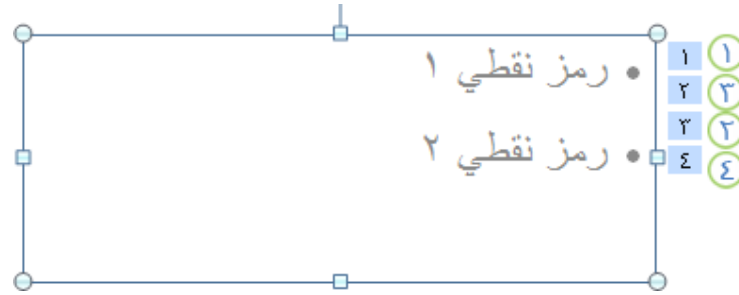 • رمز نقطي ١
• رمز نقطي ٢
١ ١
٢ ٣
٣ ٢
٤ ٤